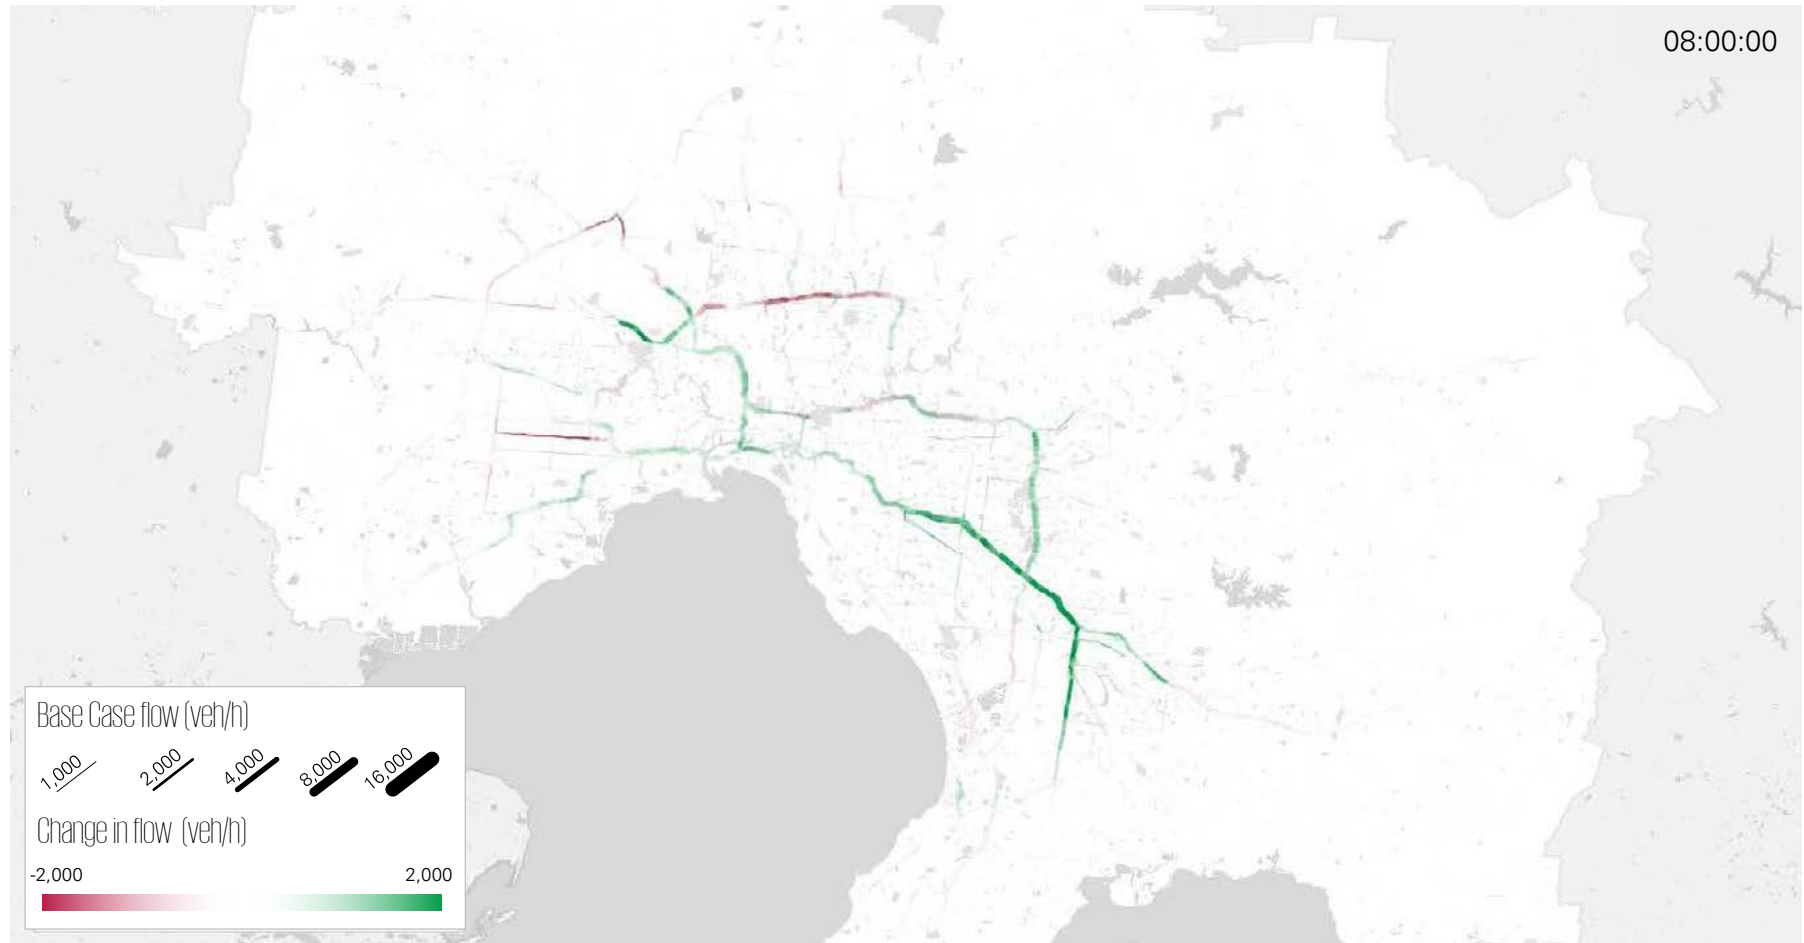 08:00:00
Base Case flow (veh/h)
1,000 2,000 4,000 8,000 16,000
Change in flow (veh/h)
-2,000 2,000